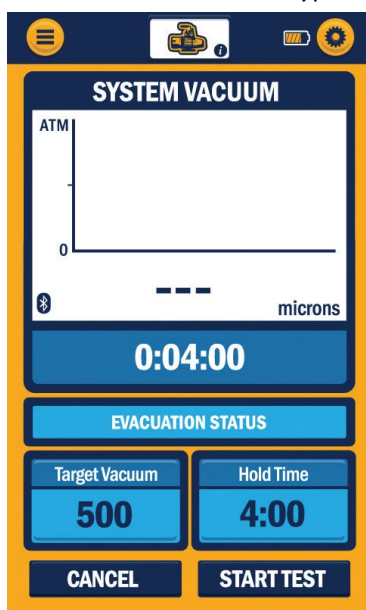 SYSTEM VACUUM
ATM
0
---
microns
0:04:00
EVACUATION STATUS
Target Vacuum
Hold Time
500
4:00
CANCEL
START TEST